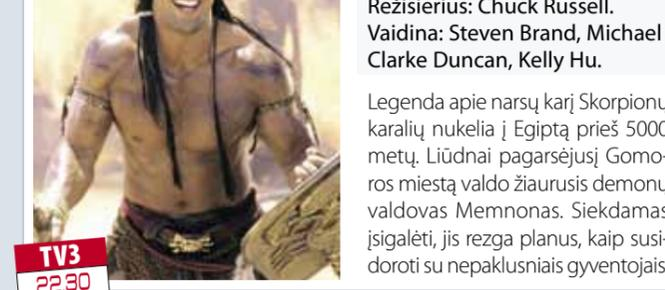 Režisierius: Chuck Russell.
Vaidina: Steven Brand, Michael
Clarke Duncan, Kelly Hu.
Legenda apie narsų karį Skorpionų
karalių nukelia į Egiptą prieš 5000
metų. Liūdnai pagarsėjusį Gomo-
ros miestą valdo žiaurusis demonų
valdovas Memnonas. Siekdamas
įsigalėti, jis rezga planus, kaip susi-
doroti su nepaklusniais gyventojais
TV3
22.30